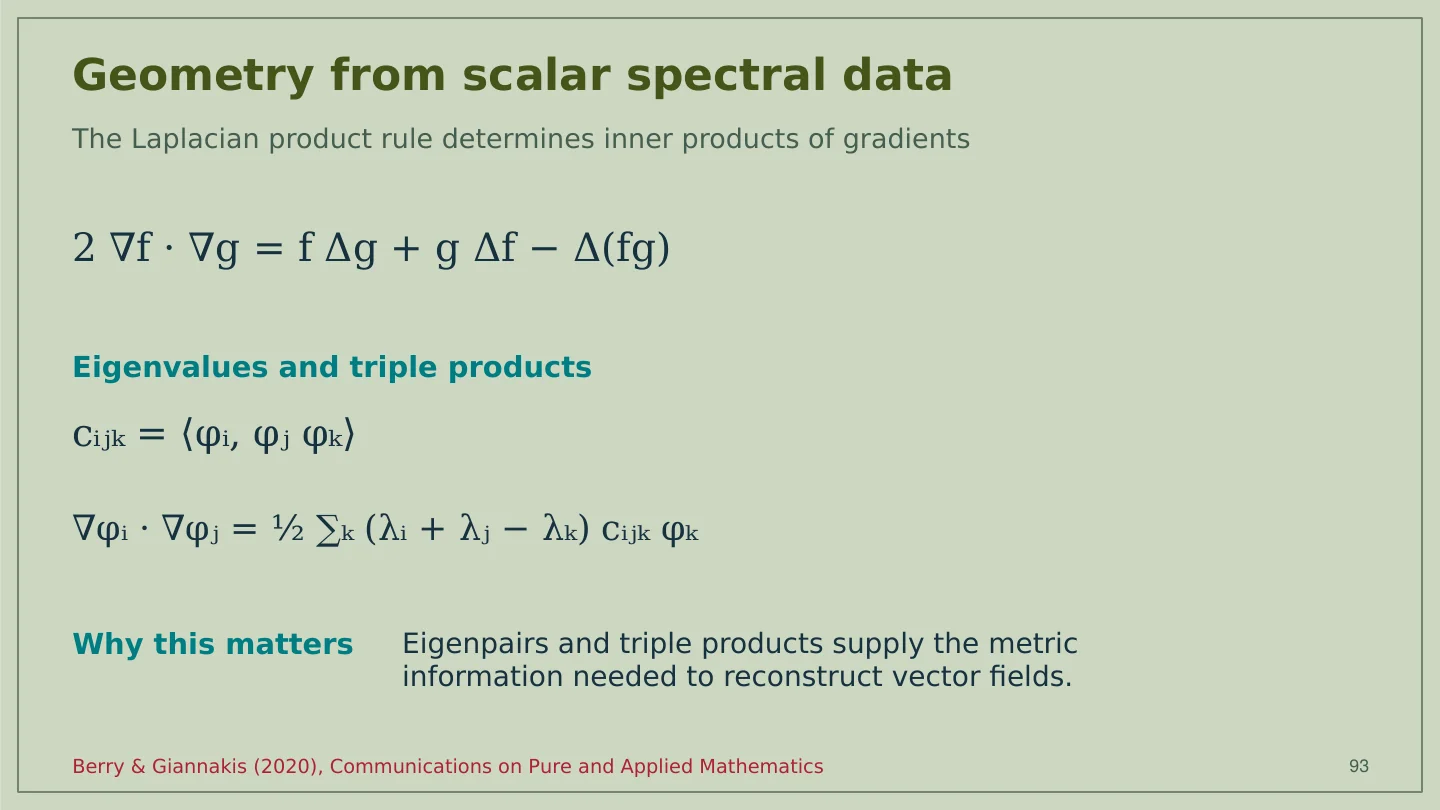 Geometry from scalar spectral data
The Laplacian product rule determines inner products of gradients
2 ∇f · ∇g = f Δg + g Δf − Δ(fg)
Eigenvalues and triple products
cᵢⱼₖ = ⟨φᵢ, φⱼ φₖ⟩
∇φᵢ · ∇φⱼ = ½ ∑ₖ (λᵢ + λⱼ − λₖ) cᵢⱼₖ φₖ
Why this matters
Eigenpairs and triple products supply the metric
information needed to reconstruct vector fields.
Berry & Giannakis (2020), Communications on Pure and Applied Mathematics
93